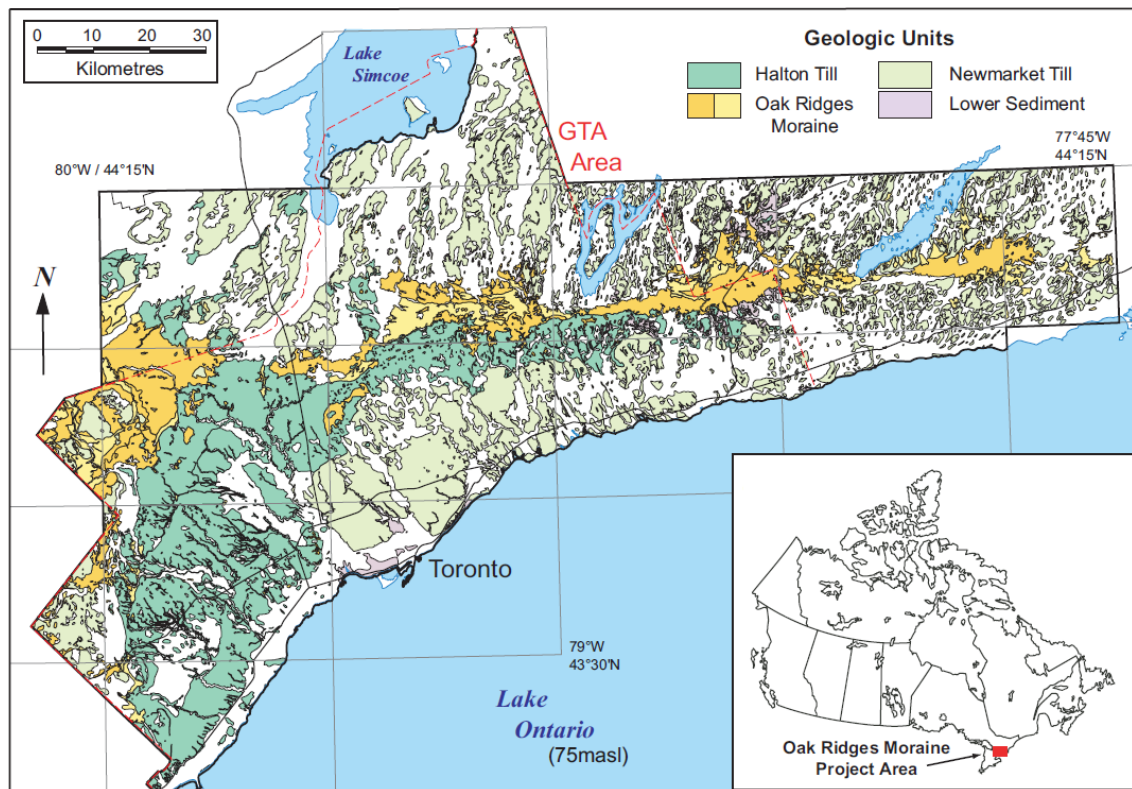 0 10 20 30
Kilometres
Lake
Simcoe
Geologic Units
Halton Till
Newmarket Till
Oak Ridges
Moraine
Lower Sediment
GTA
Area
77°45'W
44°15'N
80°W / 44°15'N
N
Toronto
79°W
43°30'N
Lake
Ontario
(75masl)
Oak Ridges Moraine
Project Area